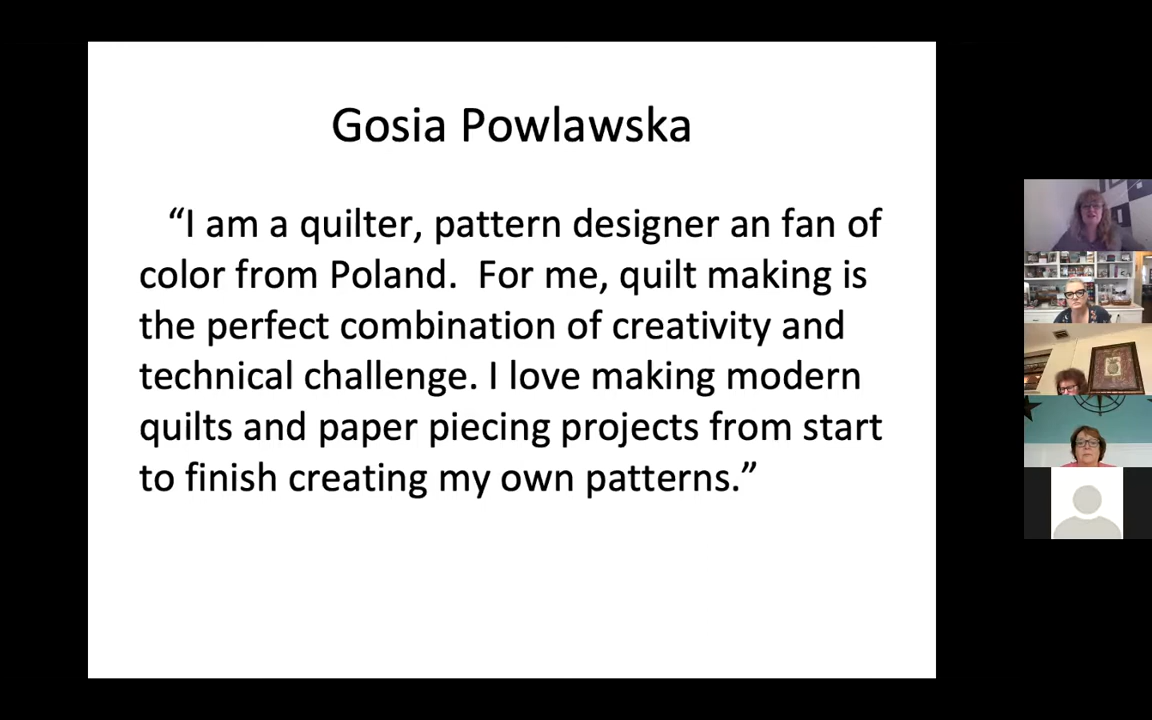 Gosia Powlawska
“I am a quilter, pattern designer an fan of
color from Poland.  For me, quilt making is
the perfect combination of creativity and
technical challenge. I love making modern
quilts and paper piecing projects from start
to finish creating my own patterns.”